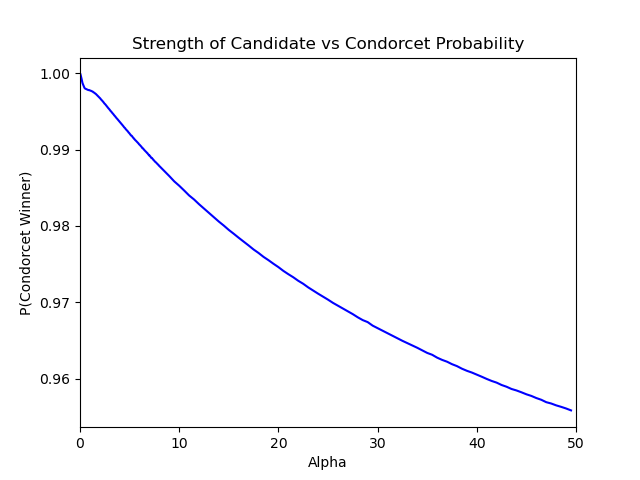 Strength of Candidate vs Condorcet Probability
1.00
0.99
0.98
0.97
0.96
P(Condorcet Winner)
0 10 20 30 40 50
Alpha